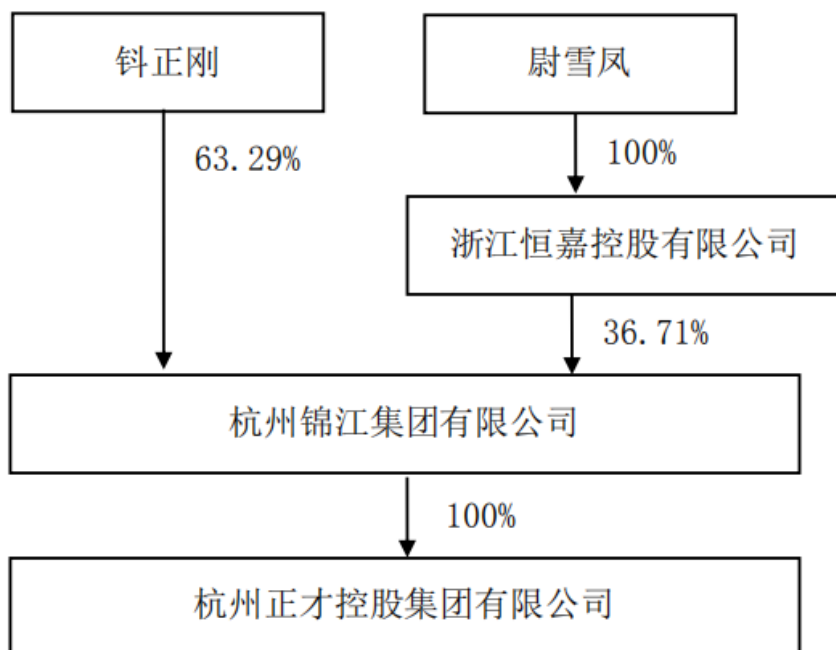 钭正刚
尉雪凤
63.29%
100%
浙江恒嘉控股有限公司
36.71%
杭州锦江集团有限公司
100%
杭州正才控股集团有限公司